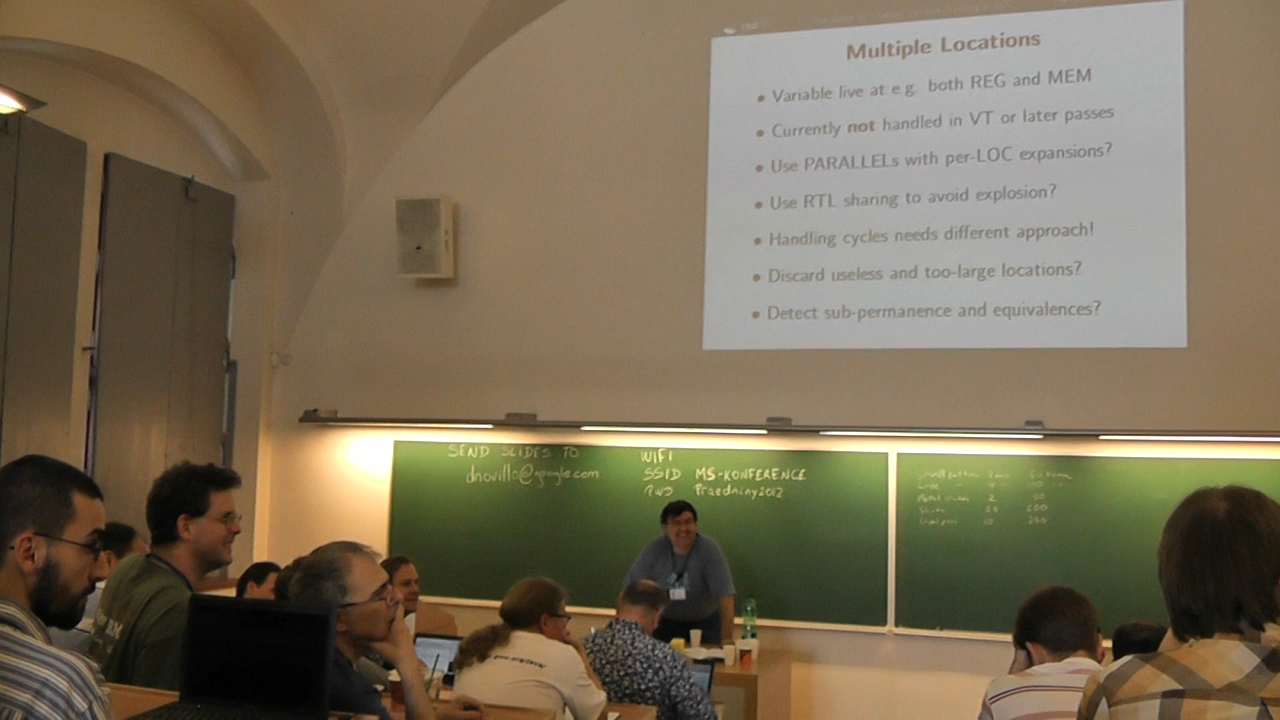 Multiple Locations
• Variable live at e.g. both REG and MEM
• Currently not handled in VT or later passes
• Use PARALLELs with per-LOC expansions?
• Use RTL sharing to avoid explosion?
• Handling cycles needs different approach!
• Discard useless and too-large locations?
• Detect sub-permanence and equivalences?
SEND SLIDES TO
dnovillo@google.com
WIFI
SSID MS-KONFERENCE
PWD Praedniny2012